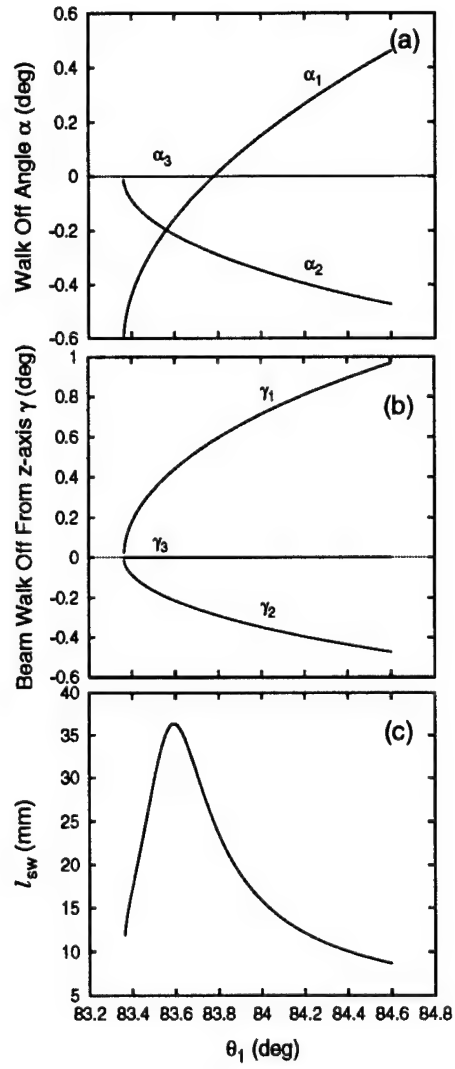 0.6
(a)
0.4
α1
0.2
α3
0
-0.2
α2
-0.4
-0.6
Walk Off Angle α (deg)
1
γ1
(b)
0.8
0.6
0.4
0.2
γ3
0
-0.2
γ2
-0.4
-0.6
Beam Walk Off From z-axis γ (deg)
40
(c)
35
30
25
20
15
10
5
lsw (mm)
83.2 83.4 83.6 83.8 84 84.2 84.4 84.6 84.8
θ1 (deg)